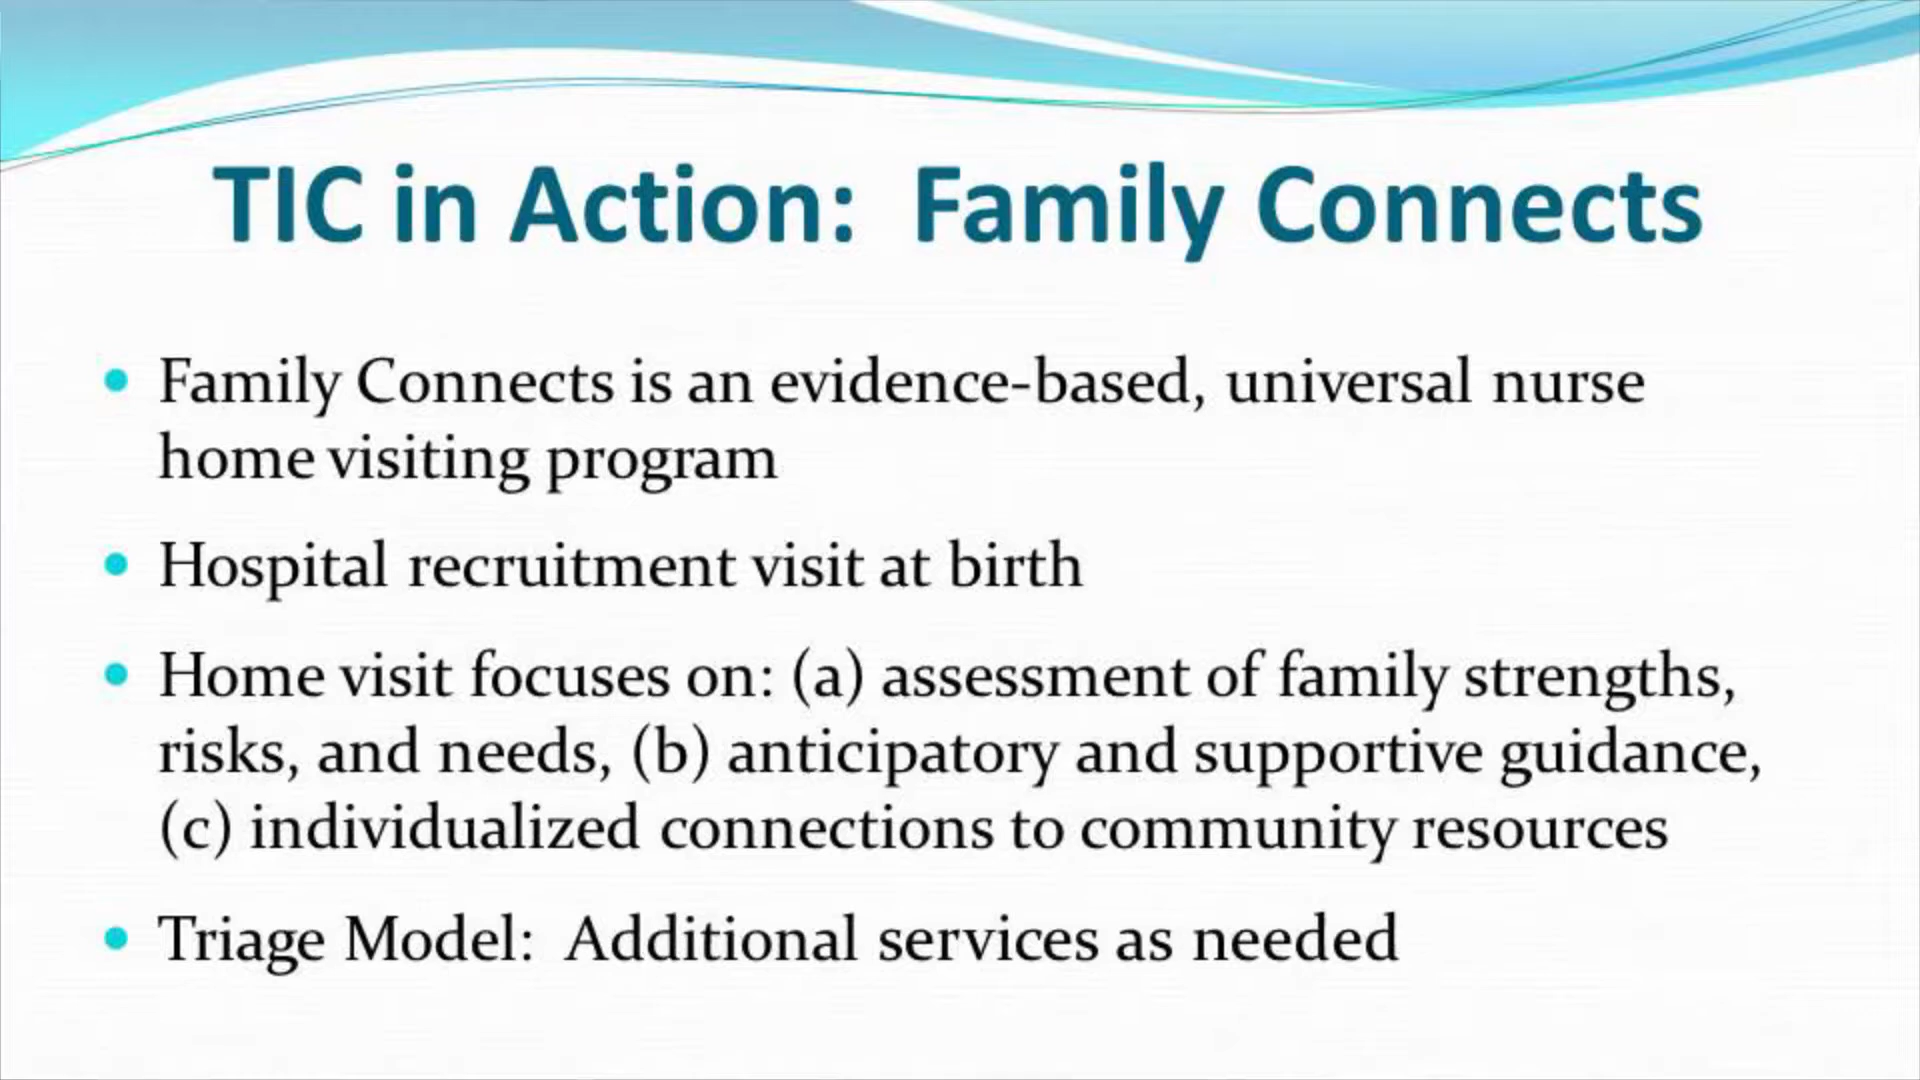 TIC in Action:  Family Connects
• Family Connects is an evidence-based, universal nurse
home visiting program
• Hospital recruitment visit at birth
• Home visit focuses on: (a) assessment of family strengths,
risks, and needs, (b) anticipatory and supportive guidance,
(c) individualized connections to community resources
• Triage Model:  Additional services as needed